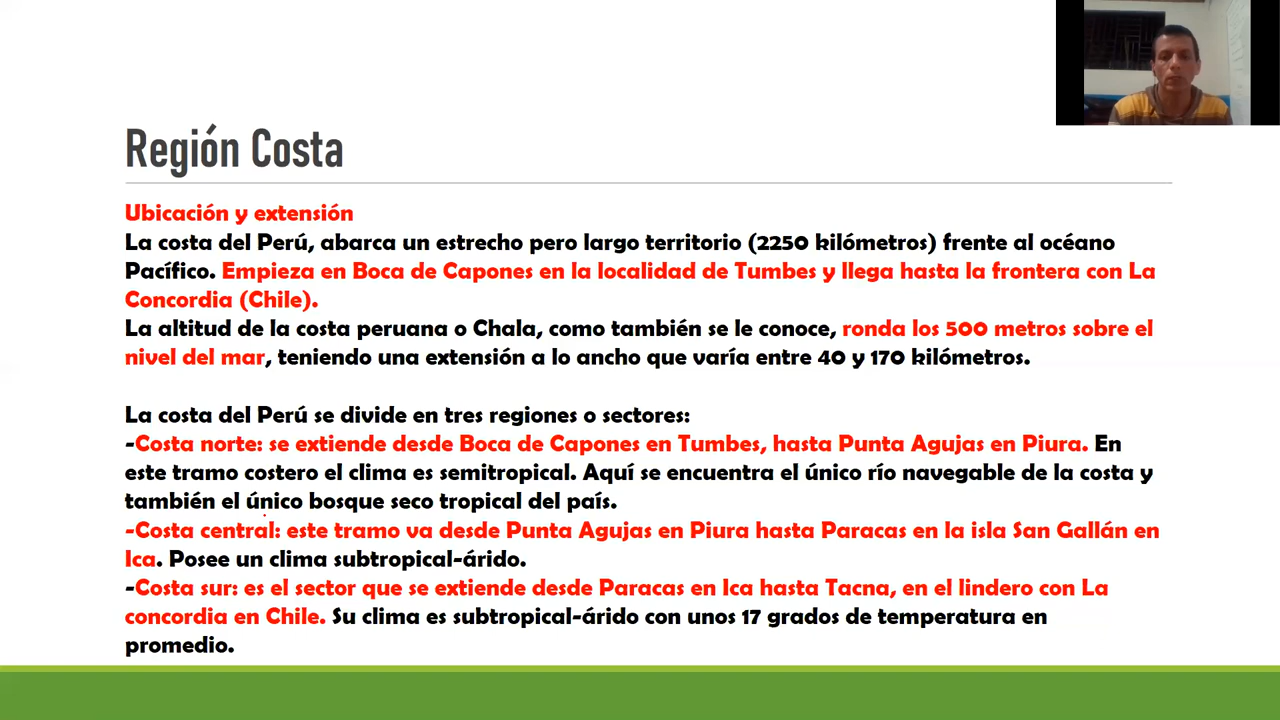 Región Costa
Ubicación y extensión
La costa del Perú, abarca un estrecho pero largo territorio (2250 kilómetros) frente al océano
Pacífico. Empieza en Boca de Capones en la localidad de Tumbes y llega hasta la frontera con La
Concordia (Chile).
La altitud de la costa peruana o Chala, como también se le conoce, ronda los 500 metros sobre el
nivel del mar, teniendo una extensión a lo ancho que varía entre 40 y 170 kilómetros.
La costa del Perú se divide en tres regiones o sectores:
-Costa norte: se extiende desde Boca de Capones en Tumbes, hasta Punta Agujas en Piura. En
este tramo costero el clima es semitropical. Aquí se encuentra el único río navegable de la costa y
también el único bosque seco tropical del país.
-Costa central: este tramo va desde Punta Agujas en Piura hasta Paracas en la isla San Gallán en
Ica. Posee un clima subtropical-árido.
-Costa sur: es el sector que se extiende desde Paracas en Ica hasta Tacna, en el lindero con La
concordia en Chile. Su clima es subtropical-árido con unos 17 grados de temperatura en
promedio.